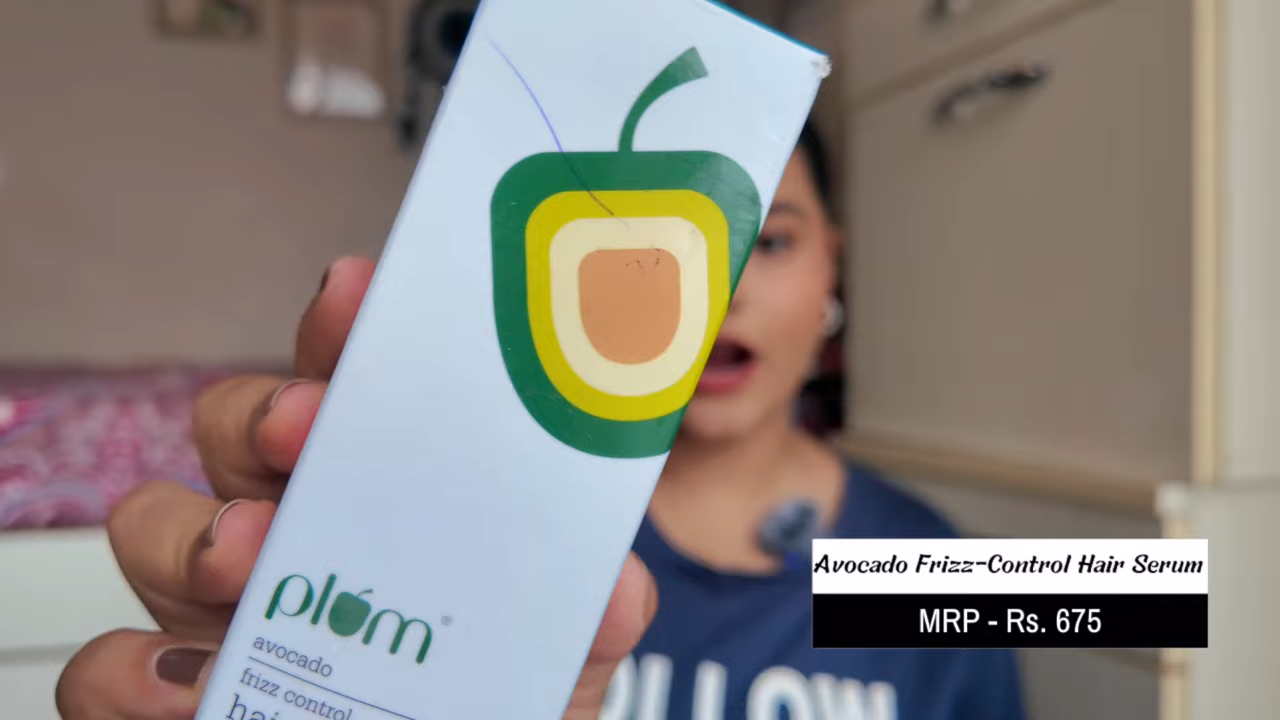 plum®
avocado
frizz control
Avocado Frizz-Control Hair Serum
MRP - Rs. 675